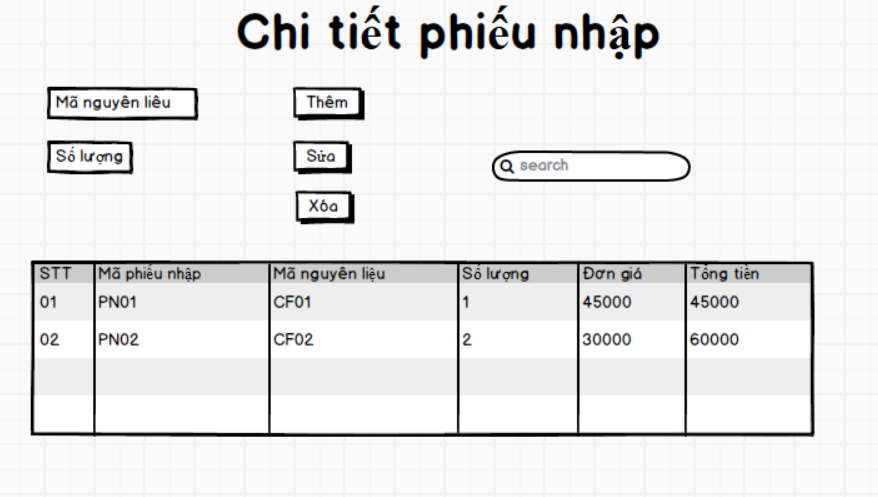 Chi tiết phiếu nhập
Mã nguyên liêu
Thêm
Số lượng
Sửa
search
Xóa
STT Mã phiếu nhập Mã nguyên liệu Số lượng Đơn giá Tổng tiền
01 PN01 CF01 1 45000 45000
02 PN02 CF02 2 30000 60000